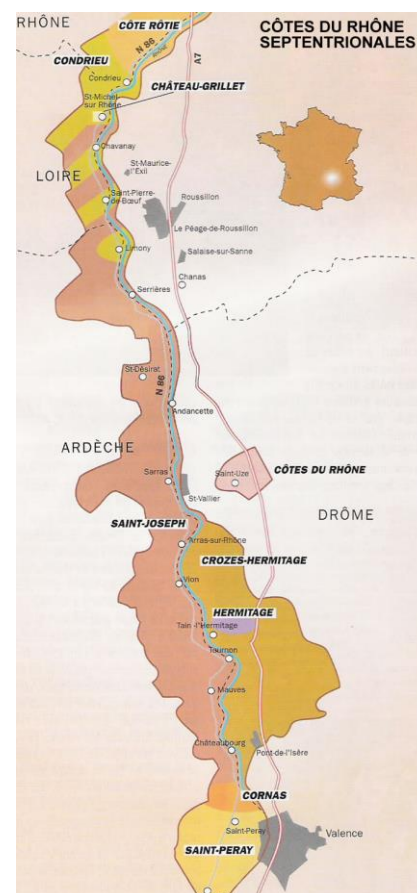 RHÔNE
CÔTE RÔTIE
CÔTES DU RHÔNE
SEPTENTRIONALES
N 86
A7
CONDRIEU
Condrieu
CHÂTEAU-GRILLET
St-Michel-
sur Rhône
Chavanay
St-Maurice-
l'Exil
LOIRE
Saint-Pierre-
de-Bœuf
Roussillon
Le Péage-de-Roussillon
Limony
Salaise-sur-Sanne
Chanas
Serrières
St-Désirat
N 86
Andancette
ARDÈCHE
CÔTES DU RHÔNE
Sarras
Saint-Uze
St-Vallier
DRÔME
SAINT-JOSEPH
Arras-sur-Rhône
CROZES-HERMITAGE
Vion
HERMITAGE
Tain-l'Hermitage
Tournon
Mauves
Châteaubourg
Pont-de-l'Isère
CORNAS
Saint-Peray
Valence
SAINT-PERAY